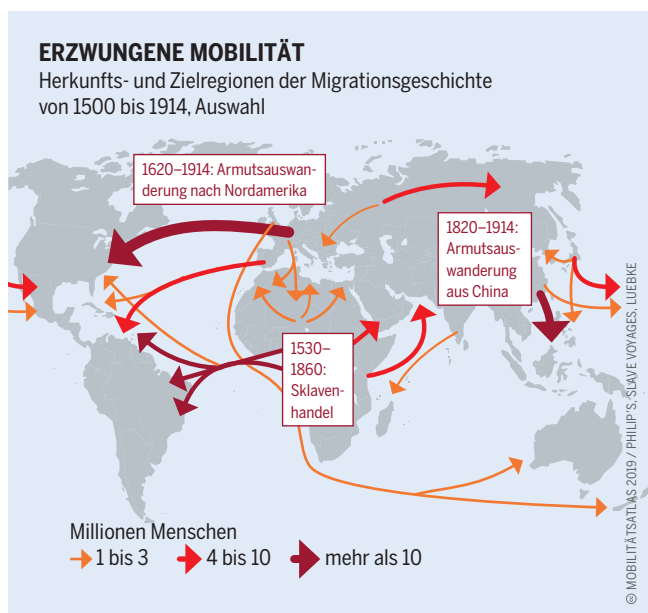 ERZWUNGENE MOBILITÄT
Herkunfts- und Zielregionen der Migrationsgeschichte
von 1500 bis 1914, Auswahl
1620–1914: Armutsauswan-
derung nach Nordamerika
1820–1914:
Armutsaus-
wanderung
aus China
1530–
1860:
Sklaven-
handel
Millionen Menschen
1 bis 3
4 bis 10
mehr als 10
MOBILITÄTSATLAS 2019 / PHILIP'S, SLAVE VOYAGES, LUEBKE